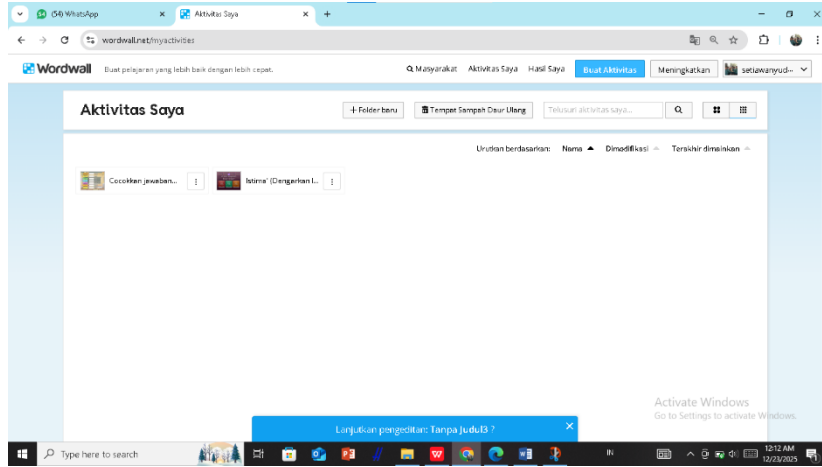 (54) WhatsApp
Aktivitas Saya
wordwall.net/myactivities
Wordwall
Buat pelajaran yang lebih baik dengan lebih cepat.
Masyarakat
Aktivitas Saya
Hasil Saya
Buat Aktivitas
Meningkatkan
setiawanyud...
Aktivitas Saya
+ Folder baru
Tempat Sampah Daur Ulang
Telusuri aktivitas saya...
Urutkan berdasarkan:
Nama
Dimodifikasi
Terakhir dimainkan
Cocokkan jawaban...
Istima' (Dengarkan l...
Activate Windows
Go to Settings to activate Windows.
Lanjutkan pengeditan: Tanpa Judul3 ?
Type here to search
IN
12:12 AM
12/23/2025